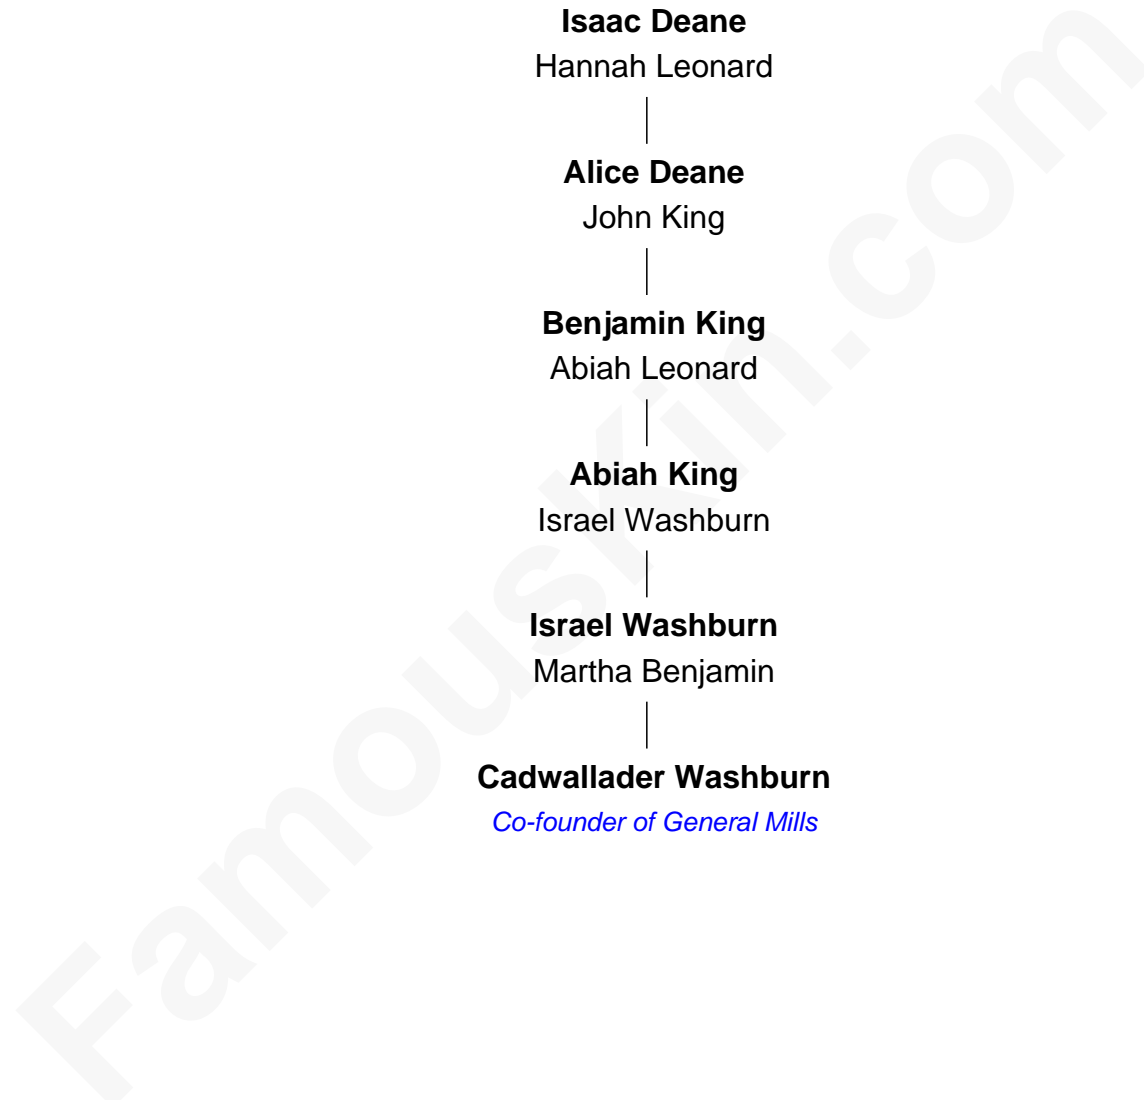 Isaac Deane
Hannah Leonard
Alice Deane
John King
Benjamin King
Abiah Leonard
Abiah King
Israel Washburn
Israel Washburn
Martha Benjamin
Cadwallader Washburn
Co-founder of General Mills
FamousKin.com